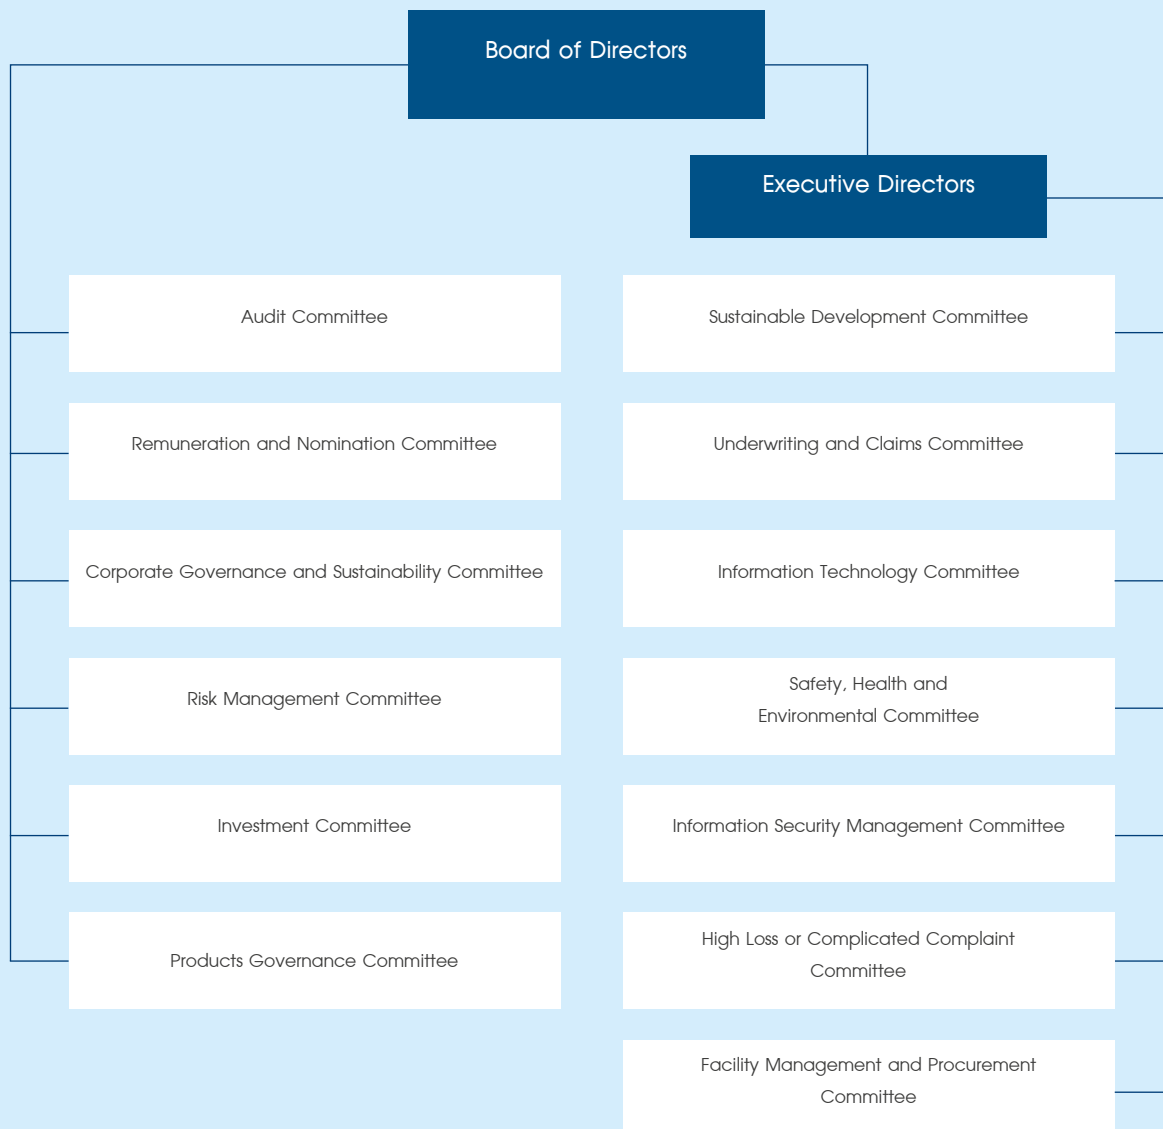 Board of Directors
Executive Directors
Audit Committee
Remuneration and Nomination Committee
Corporate Governance and Sustainability Committee
Risk Management Committee
Investment Committee
Products Governance Committee
Sustainable Development Committee
Underwriting and Claims Committee
Information Technology Committee
Safety, Health and
Environmental Committee
Information Security Management Committee
High Loss or Complicated Complaint
Committee
Facility Management and Procurement
Committee